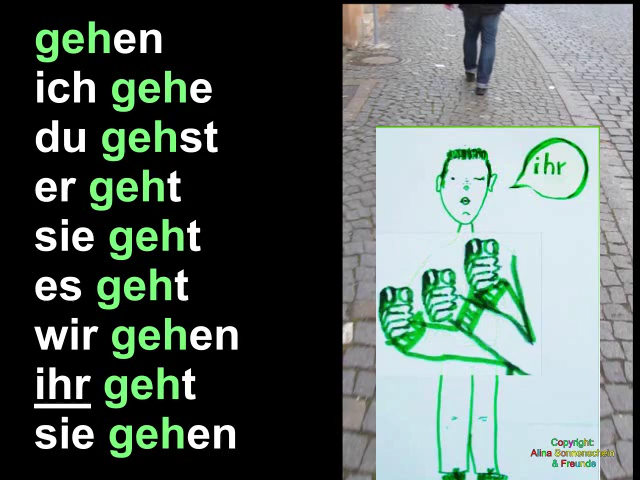 gehen
ich gehe
du gehst
er geht
sie geht
es geht
wir gehen
ihr geht
sie gehen
ihr
Copyright:
Alina Sonnenschein
& Freunde